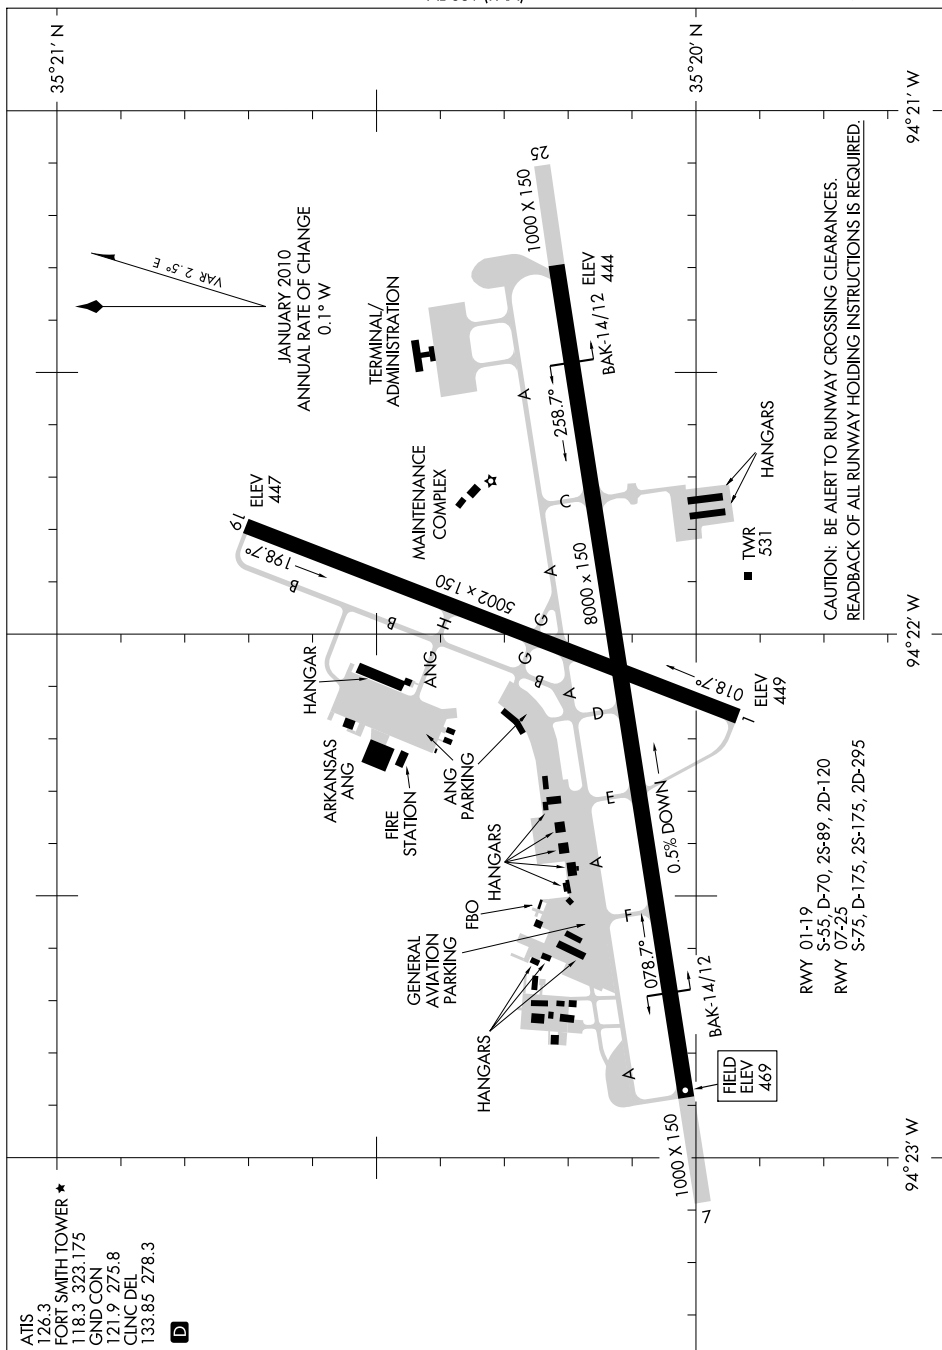 ATIS
126.3
FORT SMITH TOWER ★
118.3 323.175
GND CON
121.9 275.8
CLNC DEL
133.85 278.3
D
35°21' N
35°20' N
94°21' W
94°22' W
94°23' W
VAR 2.5° E
JANUARY 2010
ANNUAL RATE OF CHANGE
0.1° W
TERMINAL/
ADMINISTRATION
MAINTENANCE
COMPLEX
ELEV
447
19
198.7°
5002 x 150
B
B
H
ANG
G
G
B
HANGAR
ARKANSAS
ANG
FIRE
STATION
ANG
PARKING
HANGARS
FBO
GENERAL
AVIATION
PARKING
HANGARS
A
A
A
A
A
C
D
E
F
25
1000 X 150
ELEV
444
BAK-14/12
258.7°
8000 x 150
HANGARS
TWR
531
018.7°
1
ELEV
449
0.5% DOWN
078.7°
BAK-14/12
FIELD
ELEV
469
1000 X 150
7
RWY 01-19
S-55, D-70, 2S-89, 2D-120
RWY 07-25
S-75, D-175, 2S-175, 2D-295
CAUTION: BE ALERT TO RUNWAY CROSSING CLEARANCES.
READBACK OF ALL RUNWAY HOLDING INSTRUCTIONS IS REQUIRED.